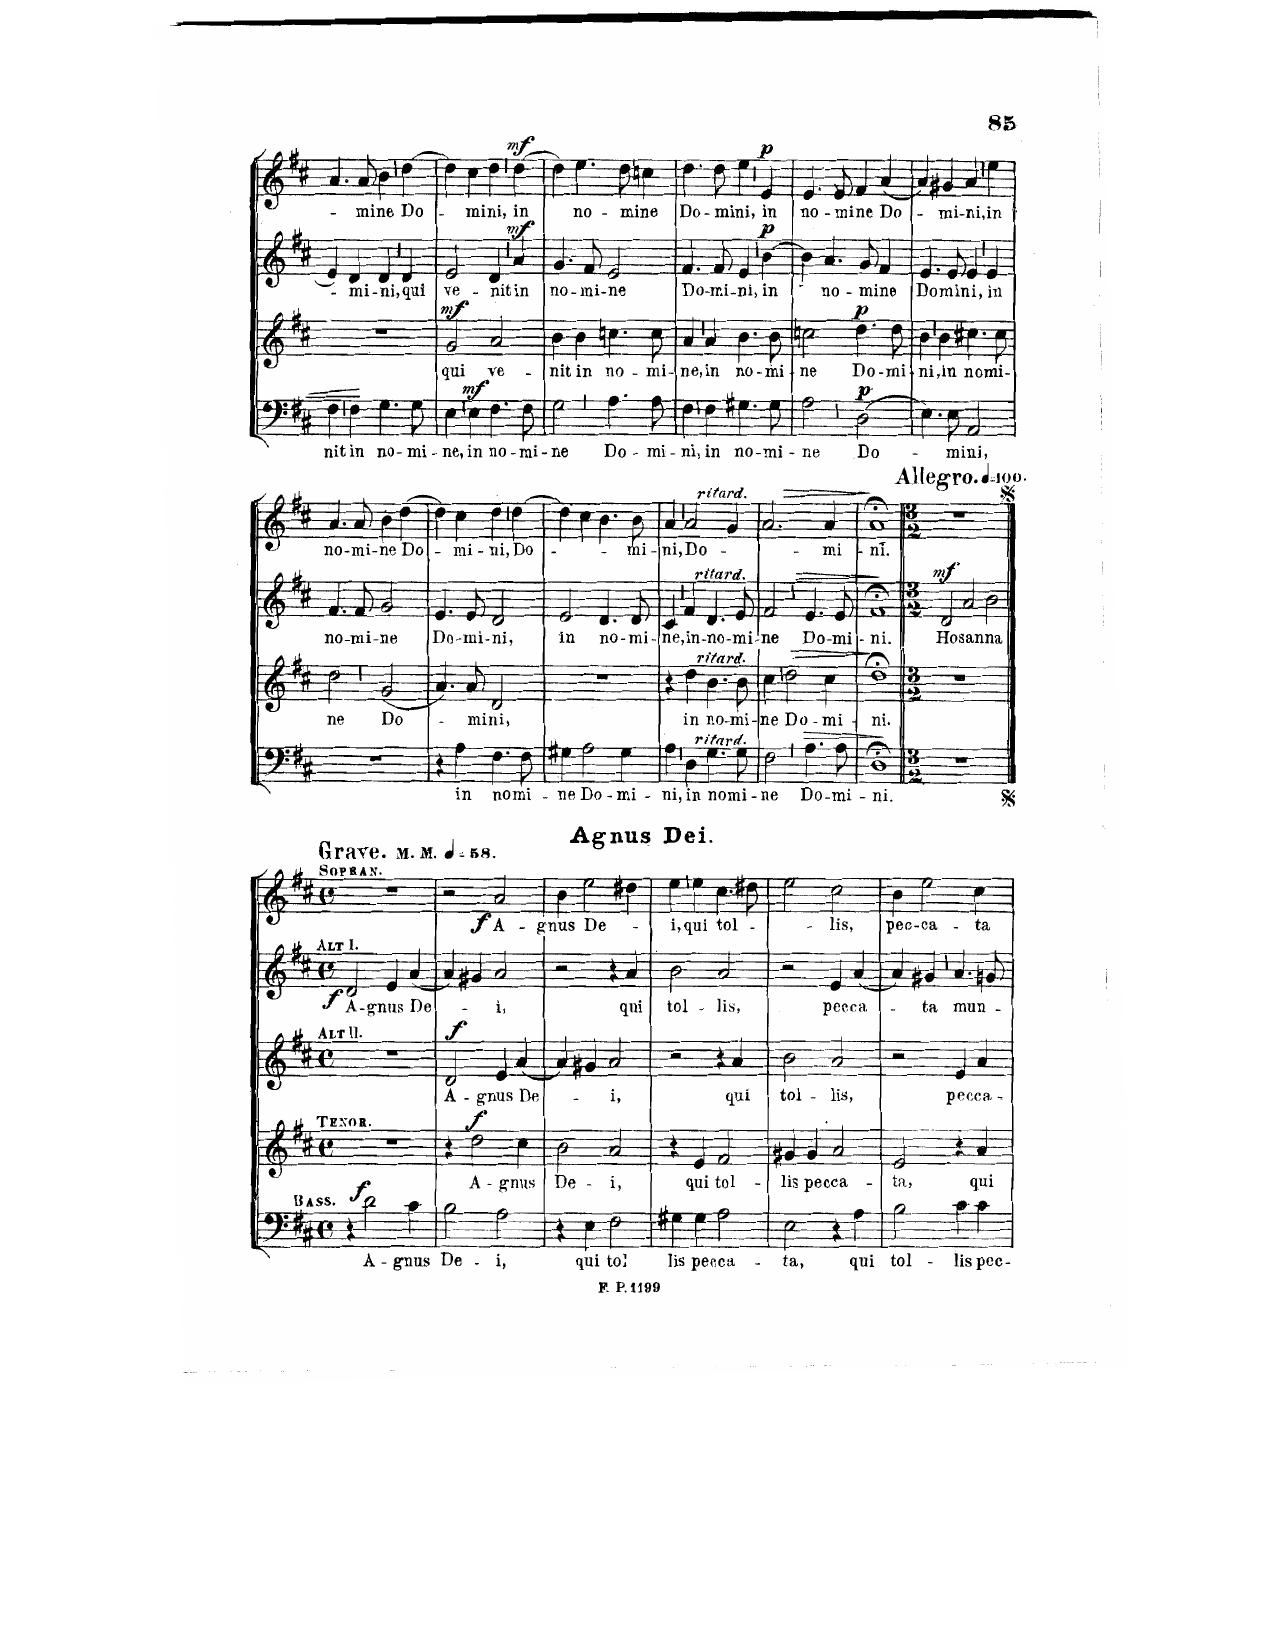 85
mf p
- mine Do - mini, in no - mine Do - mini, in no - mine Do - mi-ni, in
mf p
- mi-ni, qui ve - nit in no-mi-ne Do-mi-ni, in no - mine Domini, in
mf p
qui ve - nit in no - mi-ne, in no-mi ne Do-mi ni, in nomi-
mf p
nit in no-mi-ne, in no-mi-ne Do-mi-ni, in no-mi-ne Do - mini,
Allegro. ♩=100.
ritard.
no-mi-ne Do - mi - ni, Do - mi - ni, Do - mi - ni.
ritard. mf
no-mi-ne Do-mi-ni, in no-mi-ne, in-no-mi-ne Do-mi-ni. Hosanna
ritard.
ne Do - mini, in no-mi-ne Do-mi-ni.
ritard.
in nomi-ne Do-mi-ni, in nomi-ne Do-mi-ni.
Agnus Dei.
Grave. M. M. ♩=58.
SOPRAN.
f A-gnus De - i, qui tol - lis, pec-ca-ta
ALT I.
f A-gnus De - i, qui tol-lis, pecca - ta mun-
ALT II.
f
A-gnus De - i, qui tol-lis, pecca-
TENOR.
f
A-gnus De-i, qui tol-lis pecca-ta, qui
BASS. f
A-gnus De-i, qui tol lis pecca-ta, qui tol-lis pec-
F. P. 1199